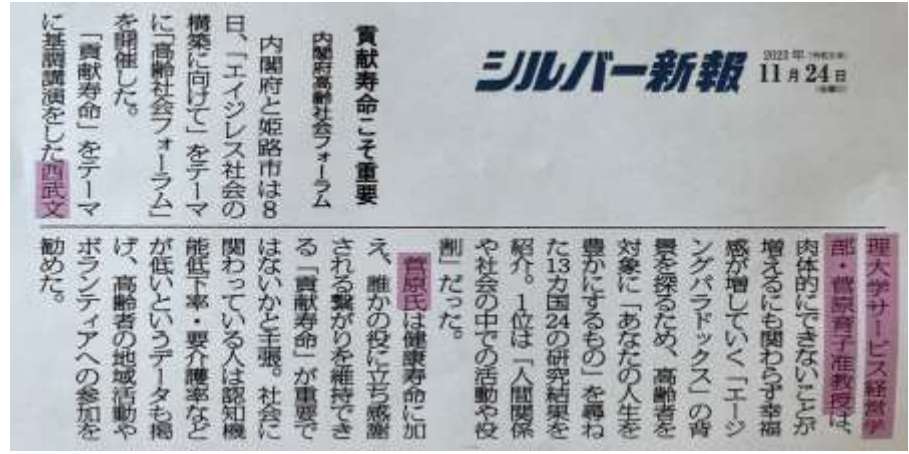 シルバー新報
2023年
11月24日
貢献寿命こそ重要
内閣府高齢社会フォーラム
内閣府と姫路市は8
日、「エイジレス社会の
構築に向けて」をテーマ
に「高齢社会フォーラム」
を開催した。
「貢献寿命」をテーマ
に基調講演をした西武文
理大学サービス経営学
部・菅原育子准教授は、
肉体的にできないことが
増えるにも関わらず幸福
感が増していく「エージ
ングパラドックス」の背
景を探るため、高齢者を
対象に「あなたの人生を
豊かにするもの」を尋ね
た13カ国24の研究結果を
紹介。1位は「人間関係
や社会の中での活動や役
割」だった。
菅原氏は健康寿命に加
え、誰かの役に立ち感謝
される繋がりを維持でき
る「貢献寿命」が重要で
はないかと主張。社会に
関わっている人は認知機
能低下率・要介護率など
が低いというデータも掲
げ、高齢者の地域活動や
ボランティアへの参加を
勧めた。